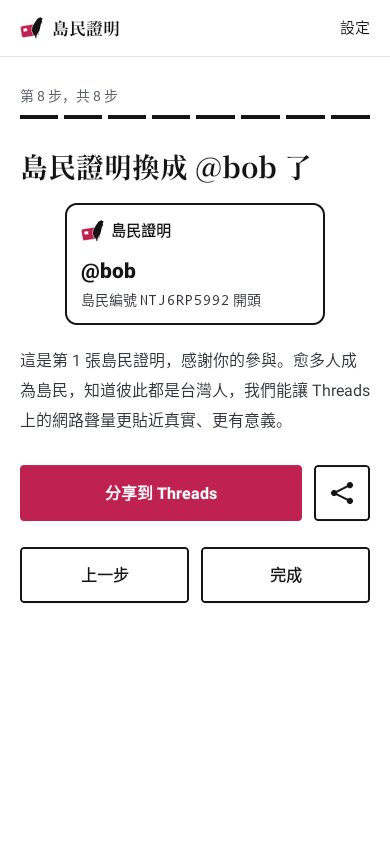 島民證明
設定
第 8 步，共 8 步
島民證明換成 @bob 了
島民證明
@bob
島民編號 NTJ6RP5992 開頭
這是第 1 張島民證明，感謝你的參與。愈多人成
為島民，知道彼此都是台灣人，我們能讓 Threads
上的網路聲量更貼近真實、更有意義。
分享到 Threads
上一步
完成